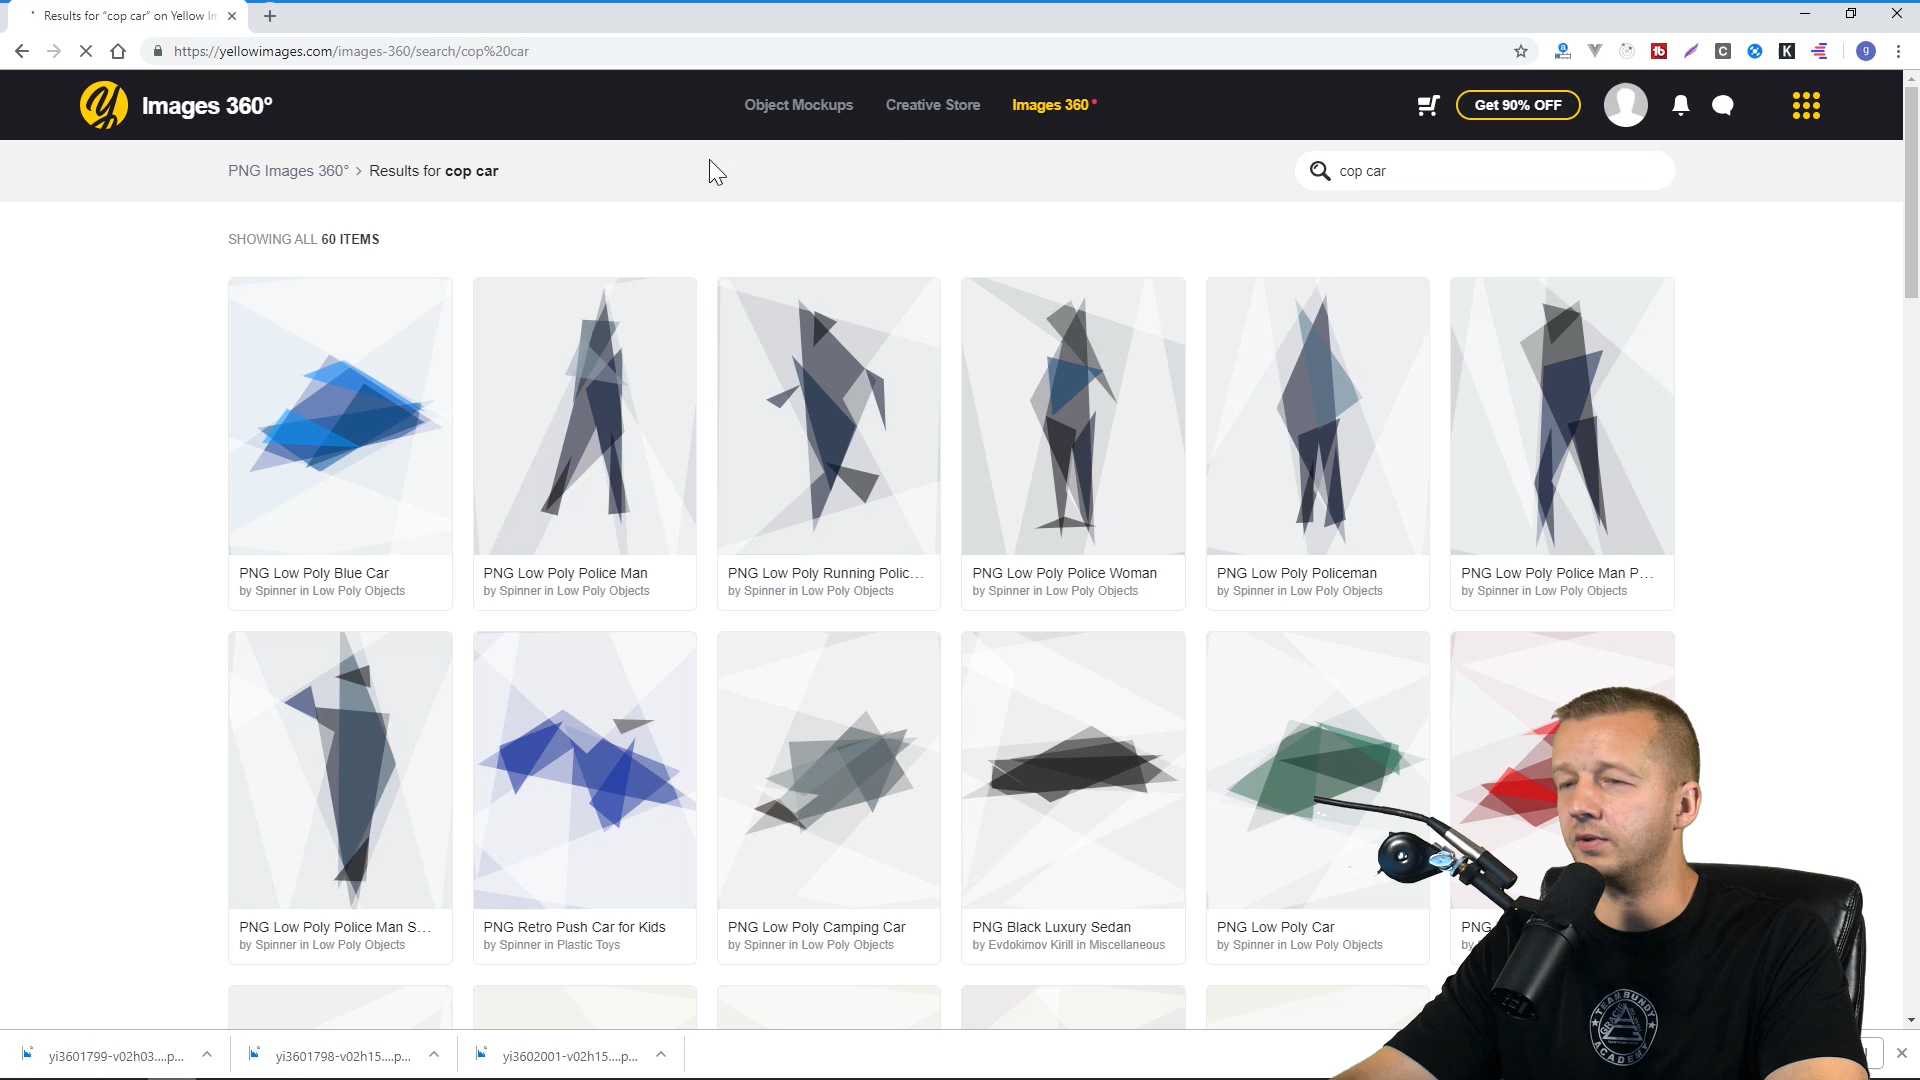 Results for “cop car” on Yellow Im
https://yellowimages.com/images-360/search/cop%20car
Images 360°
Object Mockups
Creative Store
Images 360
Get 90% OFF
PNG Images 360° > Results for cop car
cop car
SHOWING ALL 60 ITEMS
PNG Low Poly Blue Car
by Spinner in Low Poly Objects
PNG Low Poly Police Man
by Spinner in Low Poly Objects
PNG Low Poly Running Polic...
by Spinner in Low Poly Objects
PNG Low Poly Police Woman
by Spinner in Low Poly Objects
PNG Low Poly Policeman
by Spinner in Low Poly Objects
PNG Low Poly Police Man P...
by Spinner in Low Poly Objects
PNG Low Poly Police Man S...
by Spinner in Low Poly Objects
PNG Retro Push Car for Kids
by Spinner in Plastic Toys
PNG Low Poly Camping Car
by Spinner in Low Poly Objects
PNG Black Luxury Sedan
by Evdokimov Kirill in Miscellaneous
PNG Low Poly Car
by Spinner in Low Poly Objects
PNG
by
yi3601799-v02h03....p...
yi3601798-v02h15....p...
yi3602001-v02h15....p...
TEAM BUNDY
GRACIE
ACADEMY